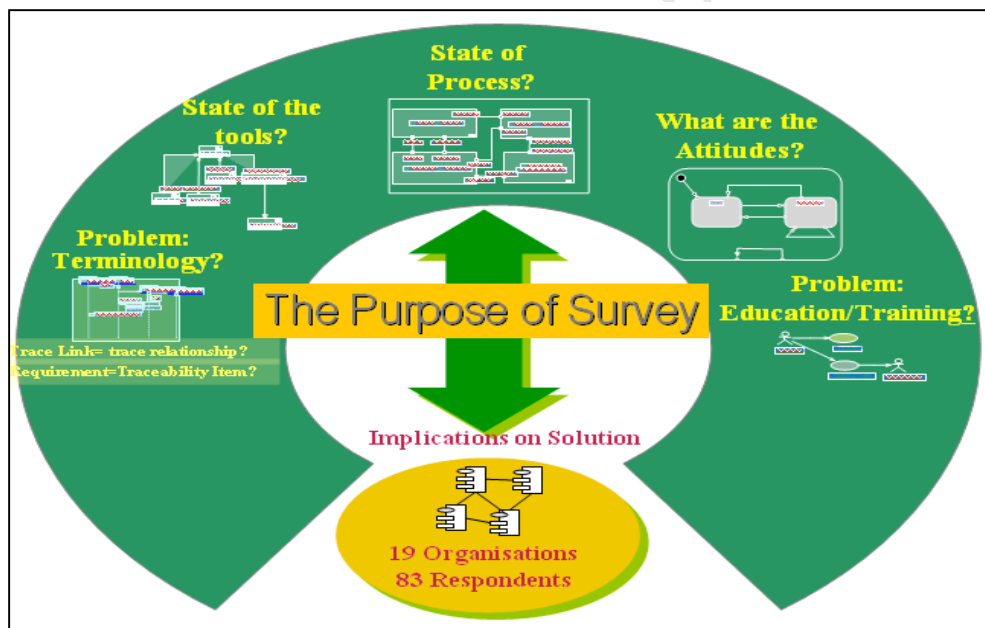 State of
Process?
State of the
tools?
What are the
Attitudes?
Problem:
Terminology?
Problem:
Education/Training?
Trace Link= trace relationship?
Requirement=Traceability Item?
The Purpose of Survey
Implications on Solution
19 Organisations
83 Respondents